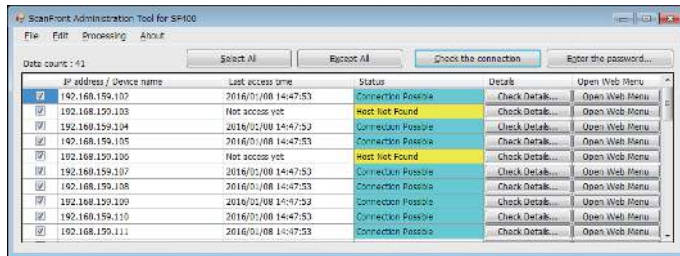 ScanFront Administration Tool for SF400
File Edit Processing About
Data count : 41 Select All Except All Check the connection Enter the password...
IP address / Device name Last access time Status Details Open Web Menu
192.168.159.102 2016/01/08 14:47:53 Connection Possible Check Details... Open Web Menu
192.168.159.103 Not access yet Host Not Found Check Details... Open Web Menu
192.168.159.104 2016/01/08 14:47:53 Connection Possible Check Details... Open Web Menu
192.168.159.105 2016/01/08 14:47:53 Connection Possible Check Details... Open Web Menu
192.168.159.106 Not access yet Host Not Found Check Details... Open Web Menu
192.168.159.107 2016/01/08 14:47:53 Connection Possible Check Details... Open Web Menu
192.168.159.108 2016/01/08 14:47:53 Connection Possible Check Details... Open Web Menu
192.168.159.109 2016/01/08 14:47:53 Connection Possible Check Details... Open Web Menu
192.168.159.110 2016/01/08 14:47:53 Connection Possible Check Details... Open Web Menu
192.168.159.111 2016/01/08 14:47:53 Connection Possible Check Details... Open Web Menu